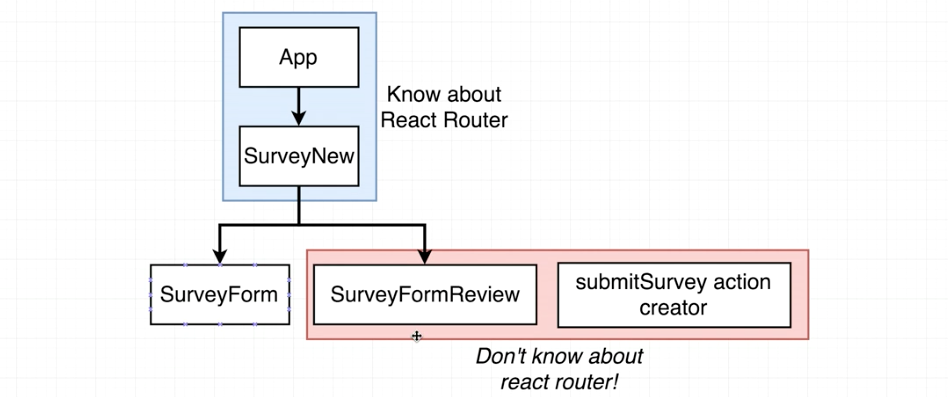 App
Know about
React Router
SurveyNew
SurveyForm
SurveyFormReview
submitSurvey action
creator
Don't know about
react router!